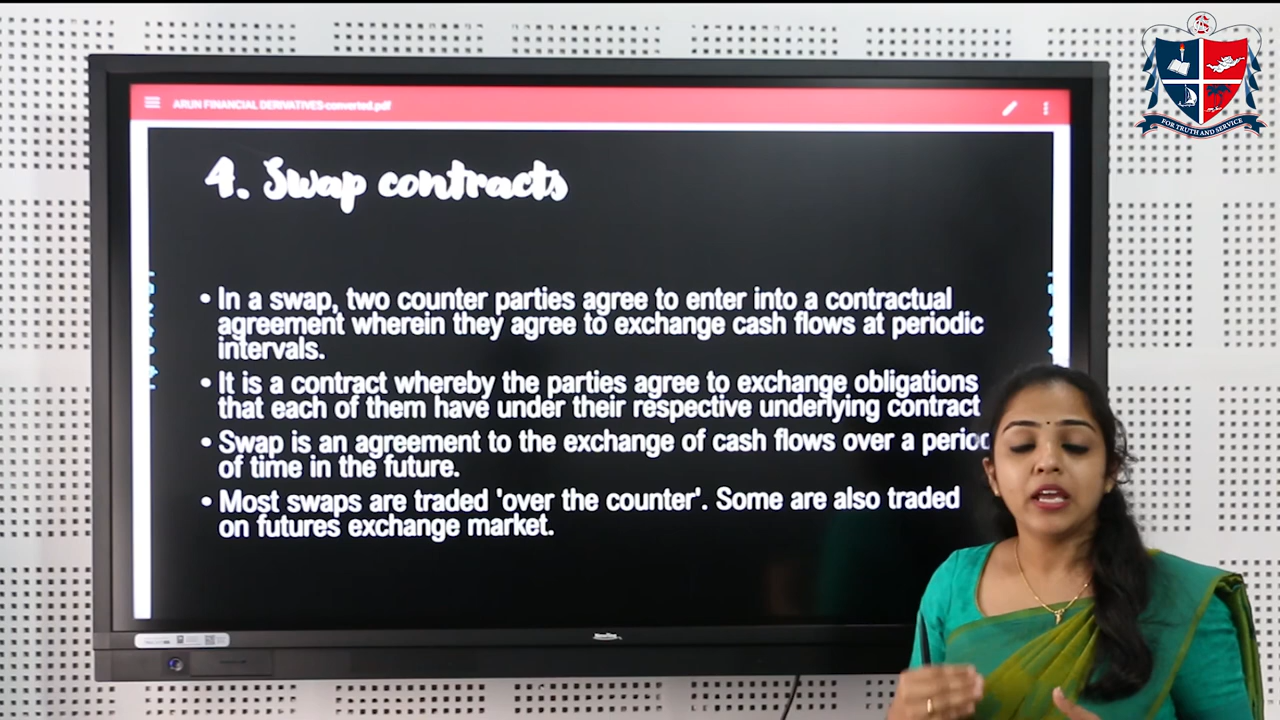 FOR TRUTH AND SERVICE
ARUN FINANCIAL DERIVATIVES-converted.pdf
4. Swap contracts
• In a swap, two counter parties agree to enter into a contractual
agreement wherein they agree to exchange cash flows at periodic
intervals.
• It is a contract whereby the parties agree to exchange obligations
that each of them have under their respective underlying contract
• Swap is an agreement to the exchange of cash flows over a period
of time in the future.
• Most swaps are traded 'over the counter'. Some are also traded
on futures exchange market.